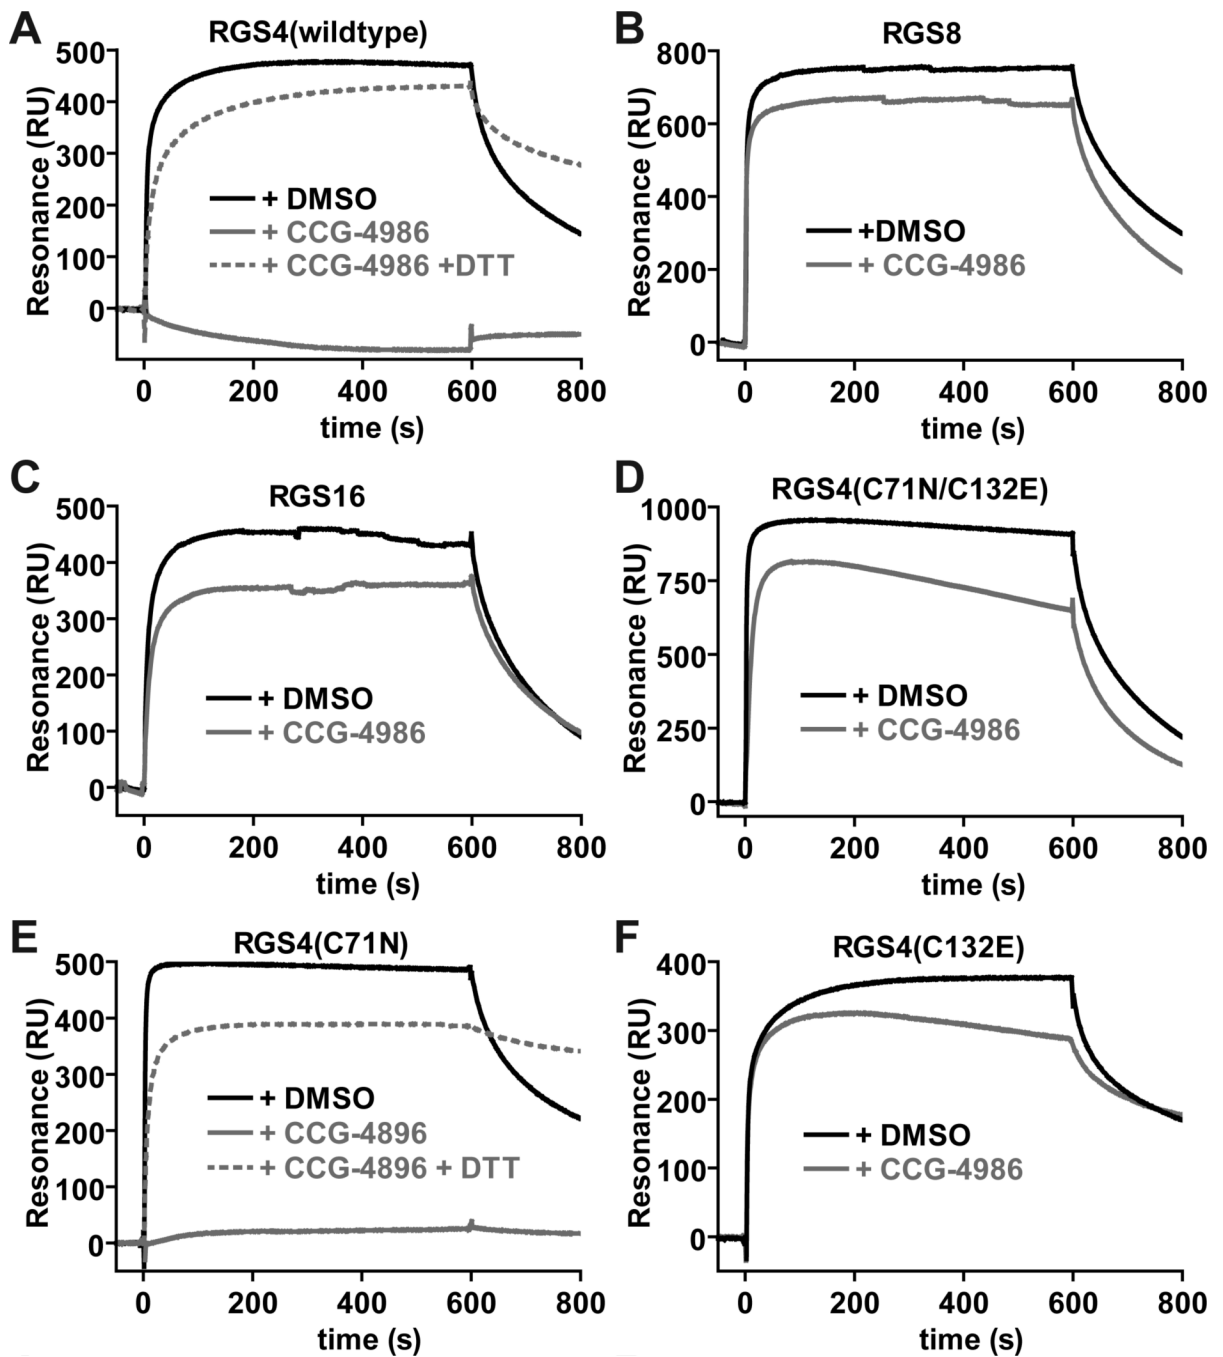 A
RGS4(wildtype)
Resonance (RU)
500
400
300
200
100
0
+ DMSO
+ CCG-4986
+ CCG-4986 +DTT
0 200 400 600 800
time (s)
B
RGS8
Resonance (RU)
800
600
400
200
0
+DMSO
+ CCG-4986
0 200 400 600 800
time (s)
C
RGS16
Resonance (RU)
500
400
300
200
100
0
+ DMSO
+ CCG-4986
0 200 400 600 800
time (s)
D
RGS4(C71N/C132E)
Resonance (RU)
1000
750
500
250
0
+ DMSO
+ CCG-4986
0 200 400 600 800
time (s)
E
RGS4(C71N)
Resonance (RU)
500
400
300
200
100
0
+ DMSO
+ CCG-4896
+ CCG-4896 + DTT
0 200 400 600 800
time (s)
F
RGS4(C132E)
Resonance (RU)
400
300
200
100
0
+ DMSO
+ CCG-4986
0 200 400 600 800
time (s)